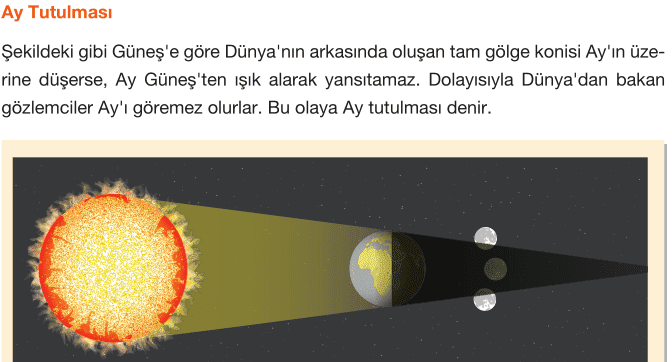 Ay Tutulması
Şekildeki gibi Güneş'e göre Dünya'nın arkasında oluşan tam gölge konisi Ay'ın üze-
rine düşerse, Ay Güneş'ten ışık alarak yansıtamaz. Dolayısıyla Dünya'dan bakan
gözlemciler Ay'ı göremez olurlar. Bu olaya Ay tutulması denir.